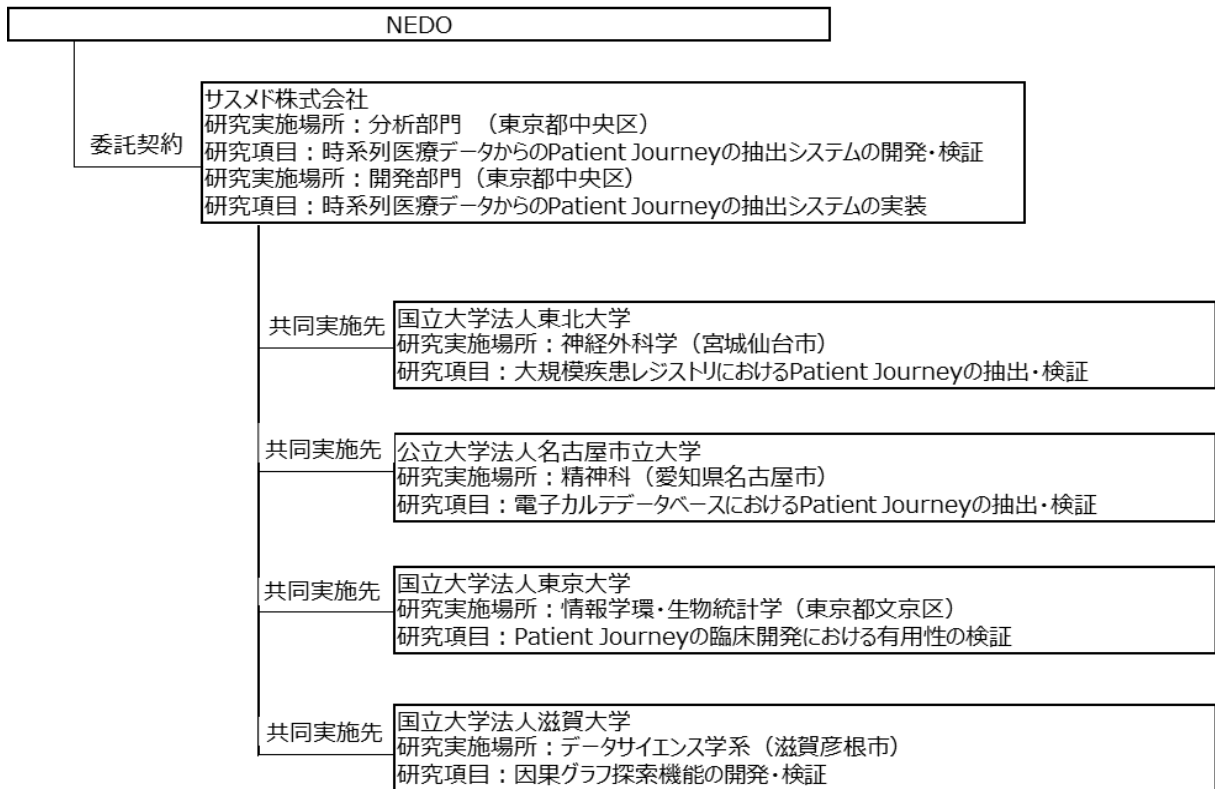 NEDO
委託契約
サスメド株式会社
研究実施場所：分析部門　（東京都中央区）
研究項目：時系列医療データからのPatient Journeyの抽出システムの開発・検証
研究実施場所：開発部門（東京都中央区）
研究項目：時系列医療データからのPatient Journeyの抽出システムの実装
共同実施先
国立大学法人東北大学
研究実施場所：神経外科学（宮城仙台市）
研究項目：大規模疾患レジストリにおけるPatient Journeyの抽出・検証
共同実施先
公立大学法人名古屋市立大学
研究実施場所：精神科（愛知県名古屋市）
研究項目：電子カルテデータベースにおけるPatient Journeyの抽出・検証
共同実施先
国立大学法人東京大学
研究実施場所：情報学環・生物統計学（東京都文京区）
研究項目：Patient Journeyの臨床開発における有用性の検証
共同実施先
国立大学法人滋賀大学
研究実施場所：データサイエンス学系（滋賀彦根市）
研究項目：因果グラフ探索機能の開発・検証